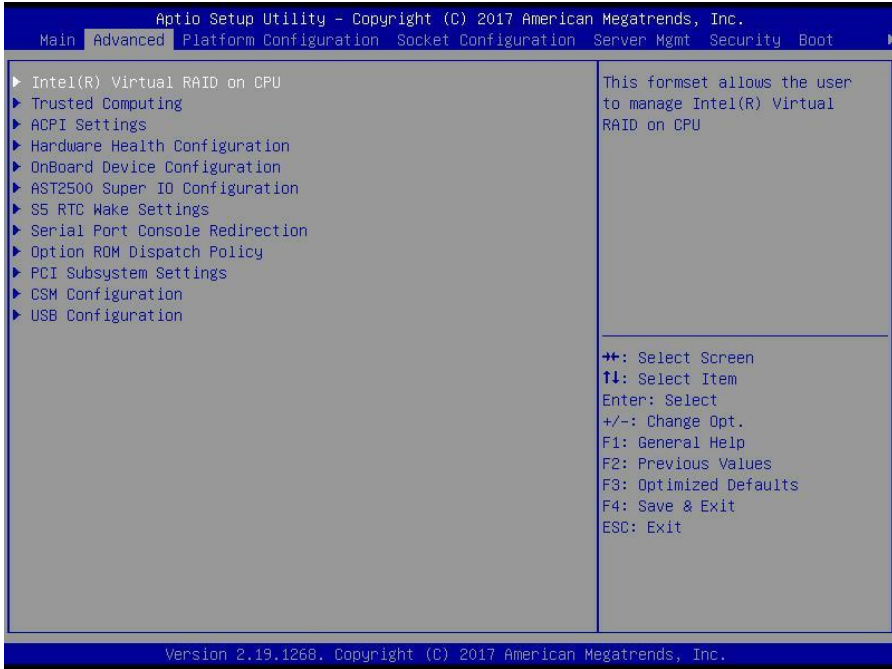 Aptio Setup Utility – Copyright (C) 2017 American Megatrends, Inc.
Main Advanced Platform Configuration Socket Configuration Server Mgmt Security Boot
Intel(R) Virtual RAID on CPU
Trusted Computing
ACPI Settings
Hardware Health Configuration
OnBoard Device Configuration
AST2500 Super IO Configuration
S5 RTC Wake Settings
Serial Port Console Redirection
Option ROM Dispatch Policy
PCI Subsystem Settings
CSM Configuration
USB Configuration
This formset allows the user
to manage Intel(R) Virtual
RAID on CPU
→←: Select Screen
↑↓: Select Item
Enter: Select
+/-: Change Opt.
F1: General Help
F2: Previous Values
F3: Optimized Defaults
F4: Save & Exit
ESC: Exit
Version 2.19.1268. Copyright (C) 2017 American Megatrends, Inc.